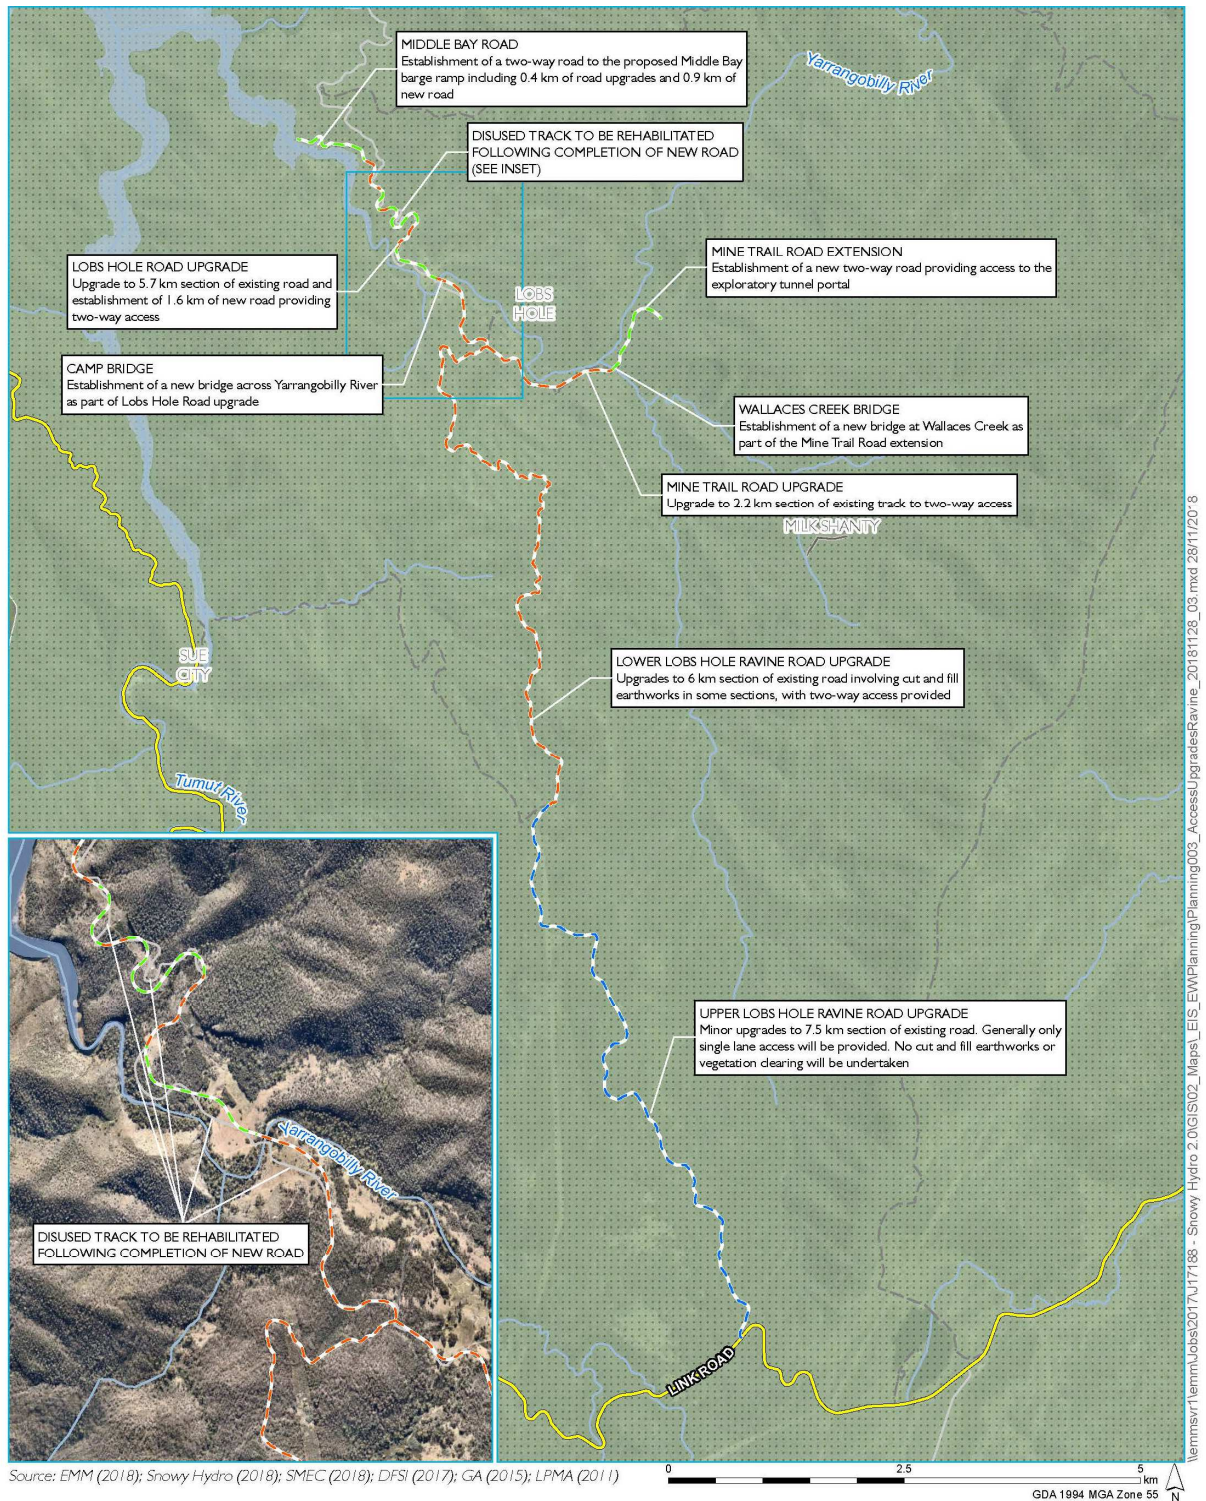 MIDDLE BAY ROAD
Establishment of a two-way road to the proposed Middle Bay
barge ramp including 0.4 km of road upgrades and 0.9 km of
new road
Yarrangobilly River
DISUSED TRACK TO BE REHABILITATED
FOLLOWING COMPLETION OF NEW ROAD
(SEE INSET)
MINE TRAIL ROAD EXTENSION
Establishment of a new two-way road providing access to the
exploratory tunnel portal
LOBS HOLE ROAD UPGRADE
Upgrade to 5.7 km section of existing road and
establishment of 1.6 km of new road providing
two-way access
LOBS
HOLE
CAMP BRIDGE
Establishment of a new bridge across Yarrangobilly River
as part of Lobs Hole Road upgrade
WALLACES CREEK BRIDGE
Establishment of a new bridge at Wallaces Creek as
part of the Mine Trail Road extension
MINE TRAIL ROAD UPGRADE
Upgrade to 2.2 km section of existing track to two-way access
MILK SHANTY
SUE
CITY
LOWER LOBS HOLE RAVINE ROAD UPGRADE
Upgrades to 6 km section of existing road involving cut and fill
earthworks in some sections, with two-way access provided
Tumut River
UPPER LOBS HOLE RAVINE ROAD UPGRADE
Minor upgrades to 7.5 km section of existing road. Generally only
single lane access will be provided. No cut and fill earthworks or
vegetation clearing will be undertaken
Yarrangobilly River
DISUSED TRACK TO BE REHABILITATED
FOLLOWING COMPLETION OF NEW ROAD
LINK ROAD
\\emmsvr1\emm\Jobs\2017\J17188 - Snowy Hydro 2.0\GIS\02_Maps\_EIS_EW\Planning\Planning003_AccessUpgradesRavine_20181128_03.mxd 28/11/2018
Source: EMM (2018); Snowy Hydro (2018); SMEC (2018); DFSI (2017); GA (2015); LPMA (2011)
0 2.5 5
km
GDA 1994 MGA Zone 55
N